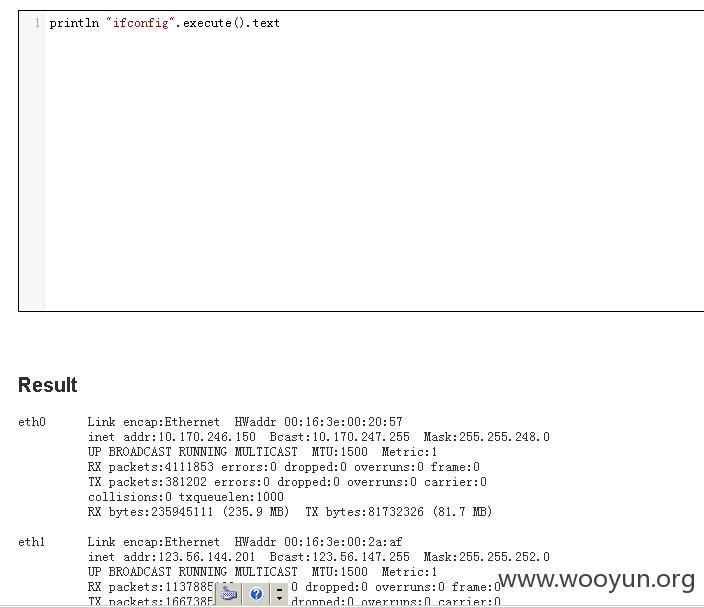 1 println "ifconfig".execute().text
Result
eth0 Link encap:Ethernet HWaddr 00:16:3e:00:20:57
inet addr:10.170.246.150 Bcast:10.170.247.255 Mask:255.255.248.0
UP BROADCAST RUNNING MULTICAST MTU:1500 Metric:1
RX packets:4111853 errors:0 dropped:0 overruns:0 frame:0
TX packets:381202 errors:0 dropped:0 overruns:0 carrier:0
collisions:0 txqueuelen:1000
RX bytes:235945111 (235.9 MB) TX bytes:81732326 (81.7 MB)
eth1 Link encap:Ethernet HWaddr 00:16:3e:00:2a:af
inet addr:123.56.144.201 Bcast:123.56.147.255 Mask:255.255.252.0
UP BROADCAST RUNNING MULTICAST MTU:1500 Metric:1
RX 0 dropped:0 overruns:0 frame:0
www.wooyun.org
TX dropped:0 overruns:0 carrier:0